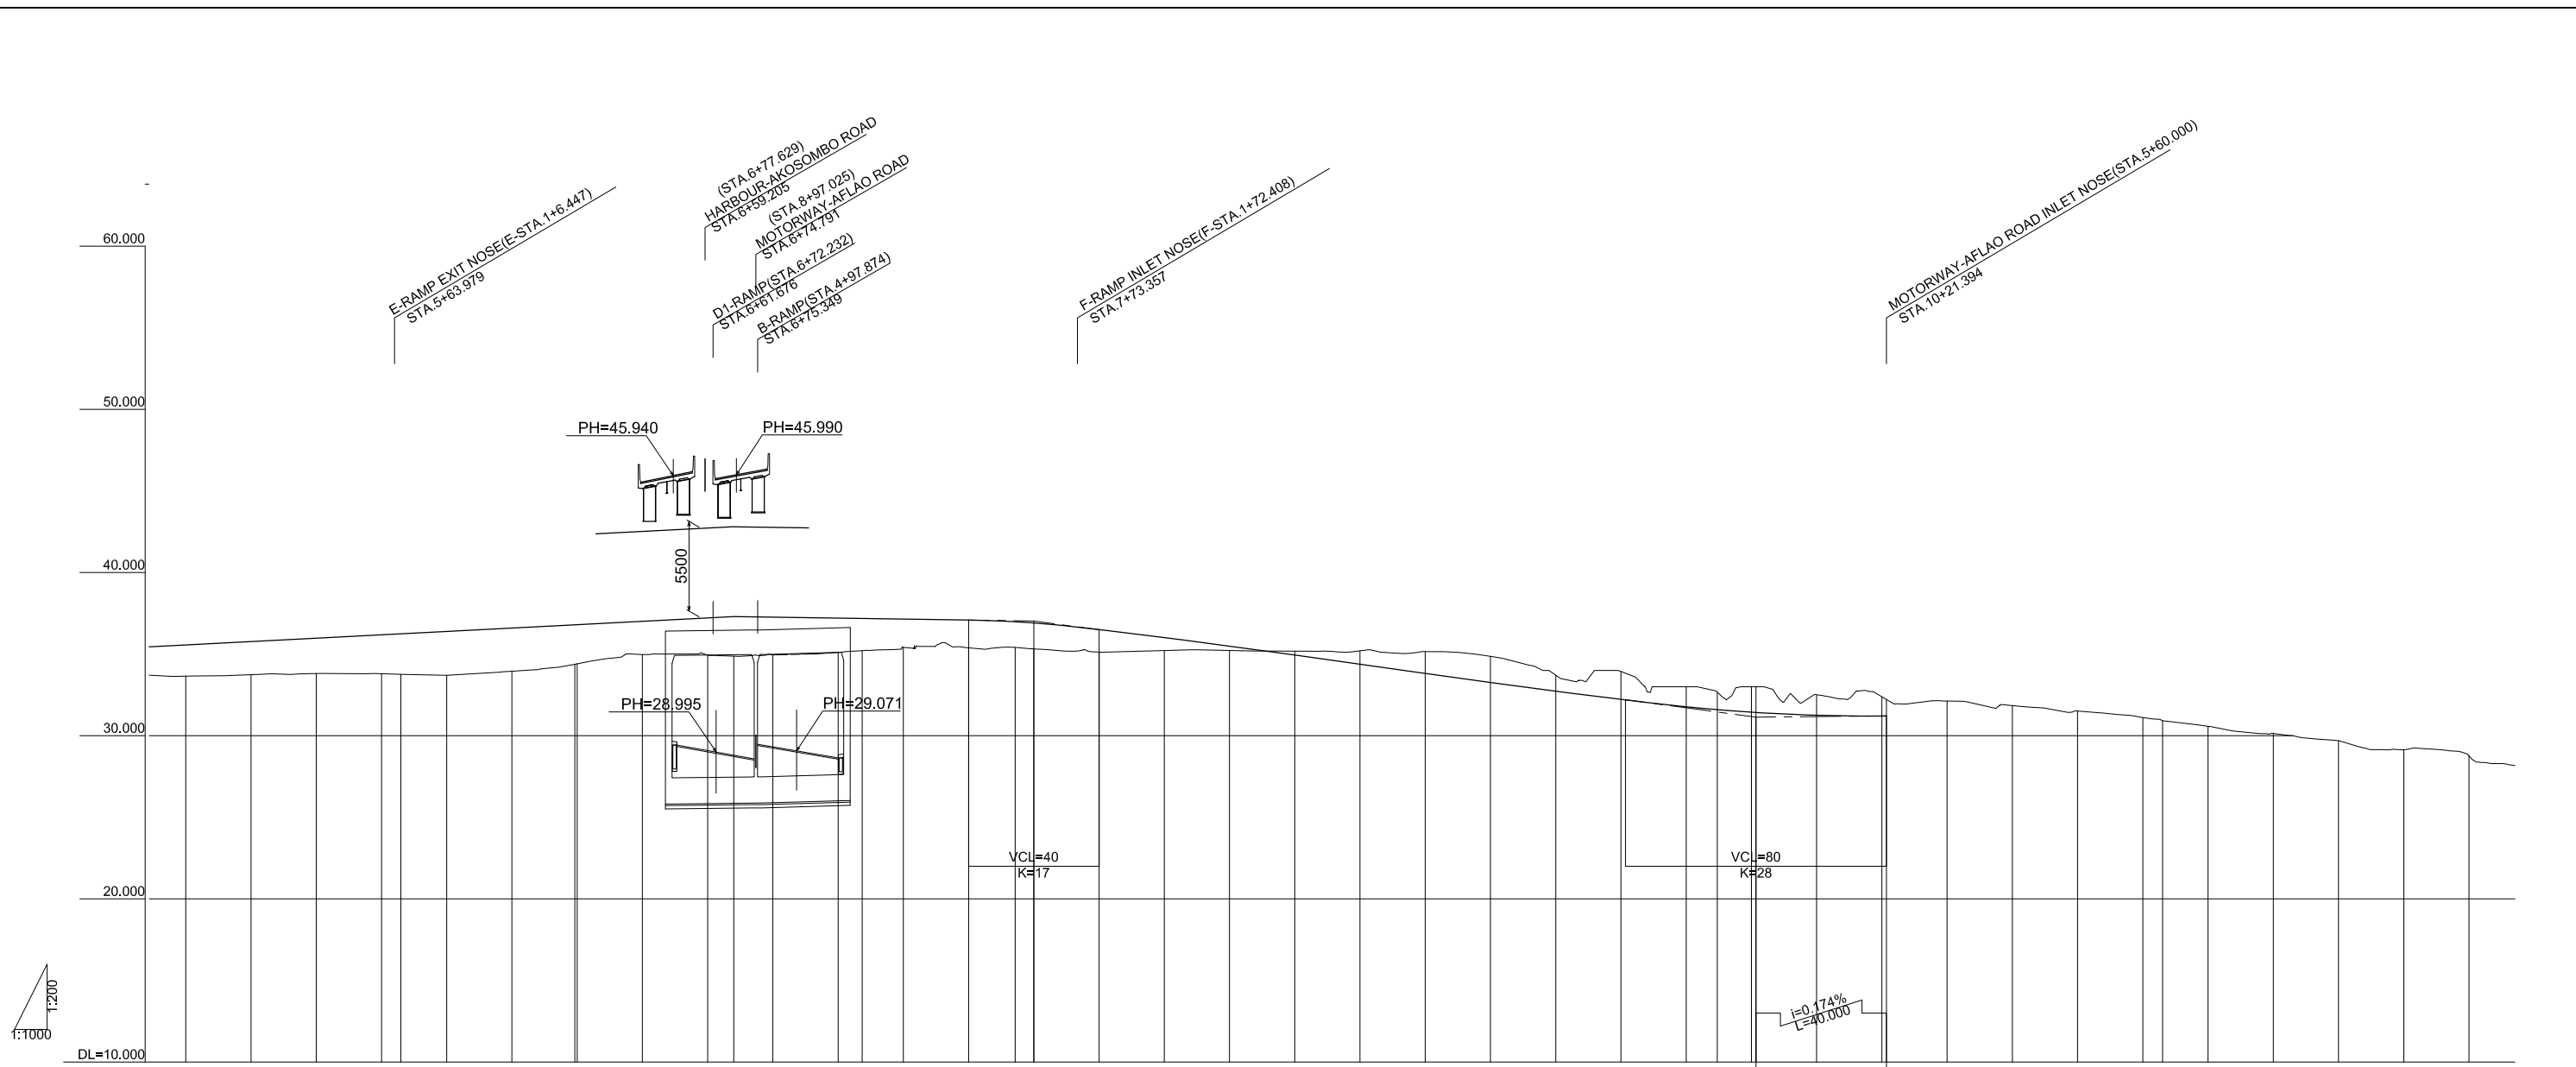 (STA.6+77.629)
HARBOUR-AKOSOMBO ROAD
STA.6+59.205
(STA.8+97.025)
MOTORWAY-AFLAO ROAD
STA.6+74.791
E-RAMP EXIT NOSE(E-STA.1+6.447)
STA.5+63.979
D1-RAMP(STA.6+72.232)
STA.6+61.676
B-RAMP(STA.4+97.874)
STA.6+75.349
F-RAMP INLET NOSE(F-STA.1+72.408)
STA.7+73.357
MOTORWAY-AFLAO ROAD INLET NOSE(STA.5+60.000)
STA.10+21.394
60.000
50.000
PH=45.940
PH=45.990
40.000
5500
30.000
PH=28.995
PH=29.071
VCL=40
K=17
VCL=80
K=28
20.000
1:200
1:1000
i=0.174%
L=40.000
DL=10.000